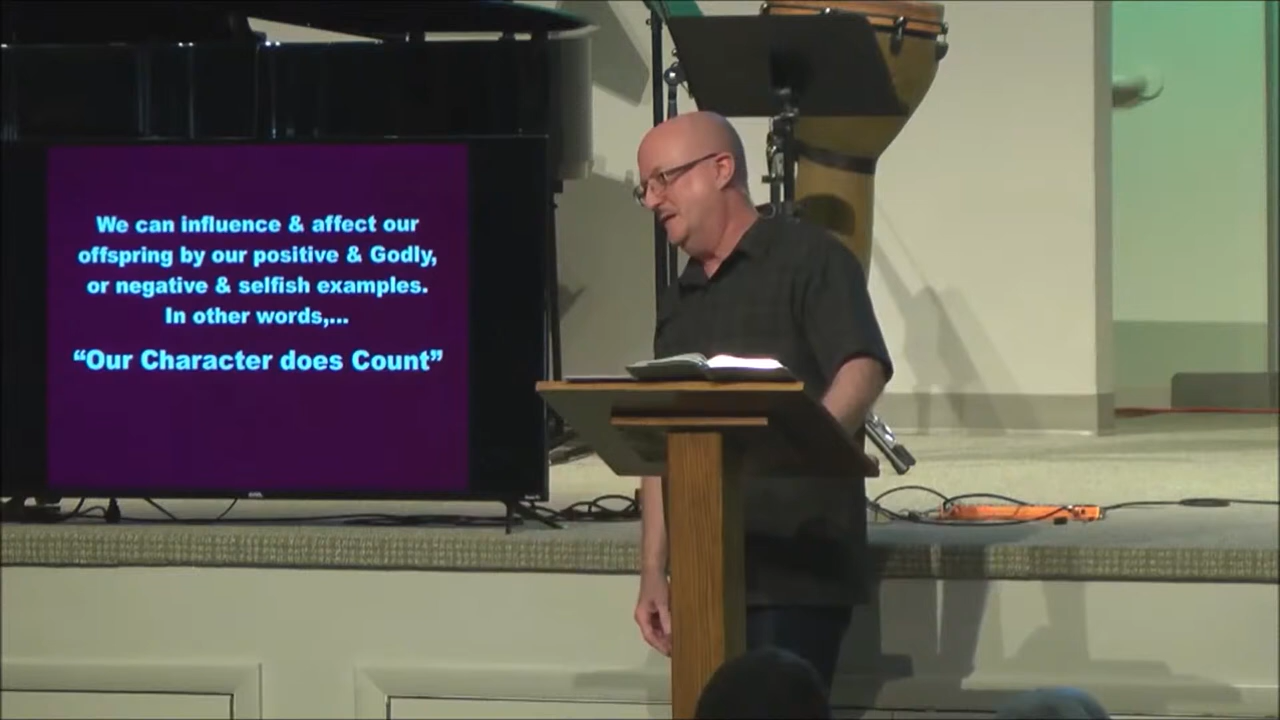 We can influence & affect our
offspring by our positive & Godly,
or negative & selfish examples.
In other words,...
“Our Character does Count”